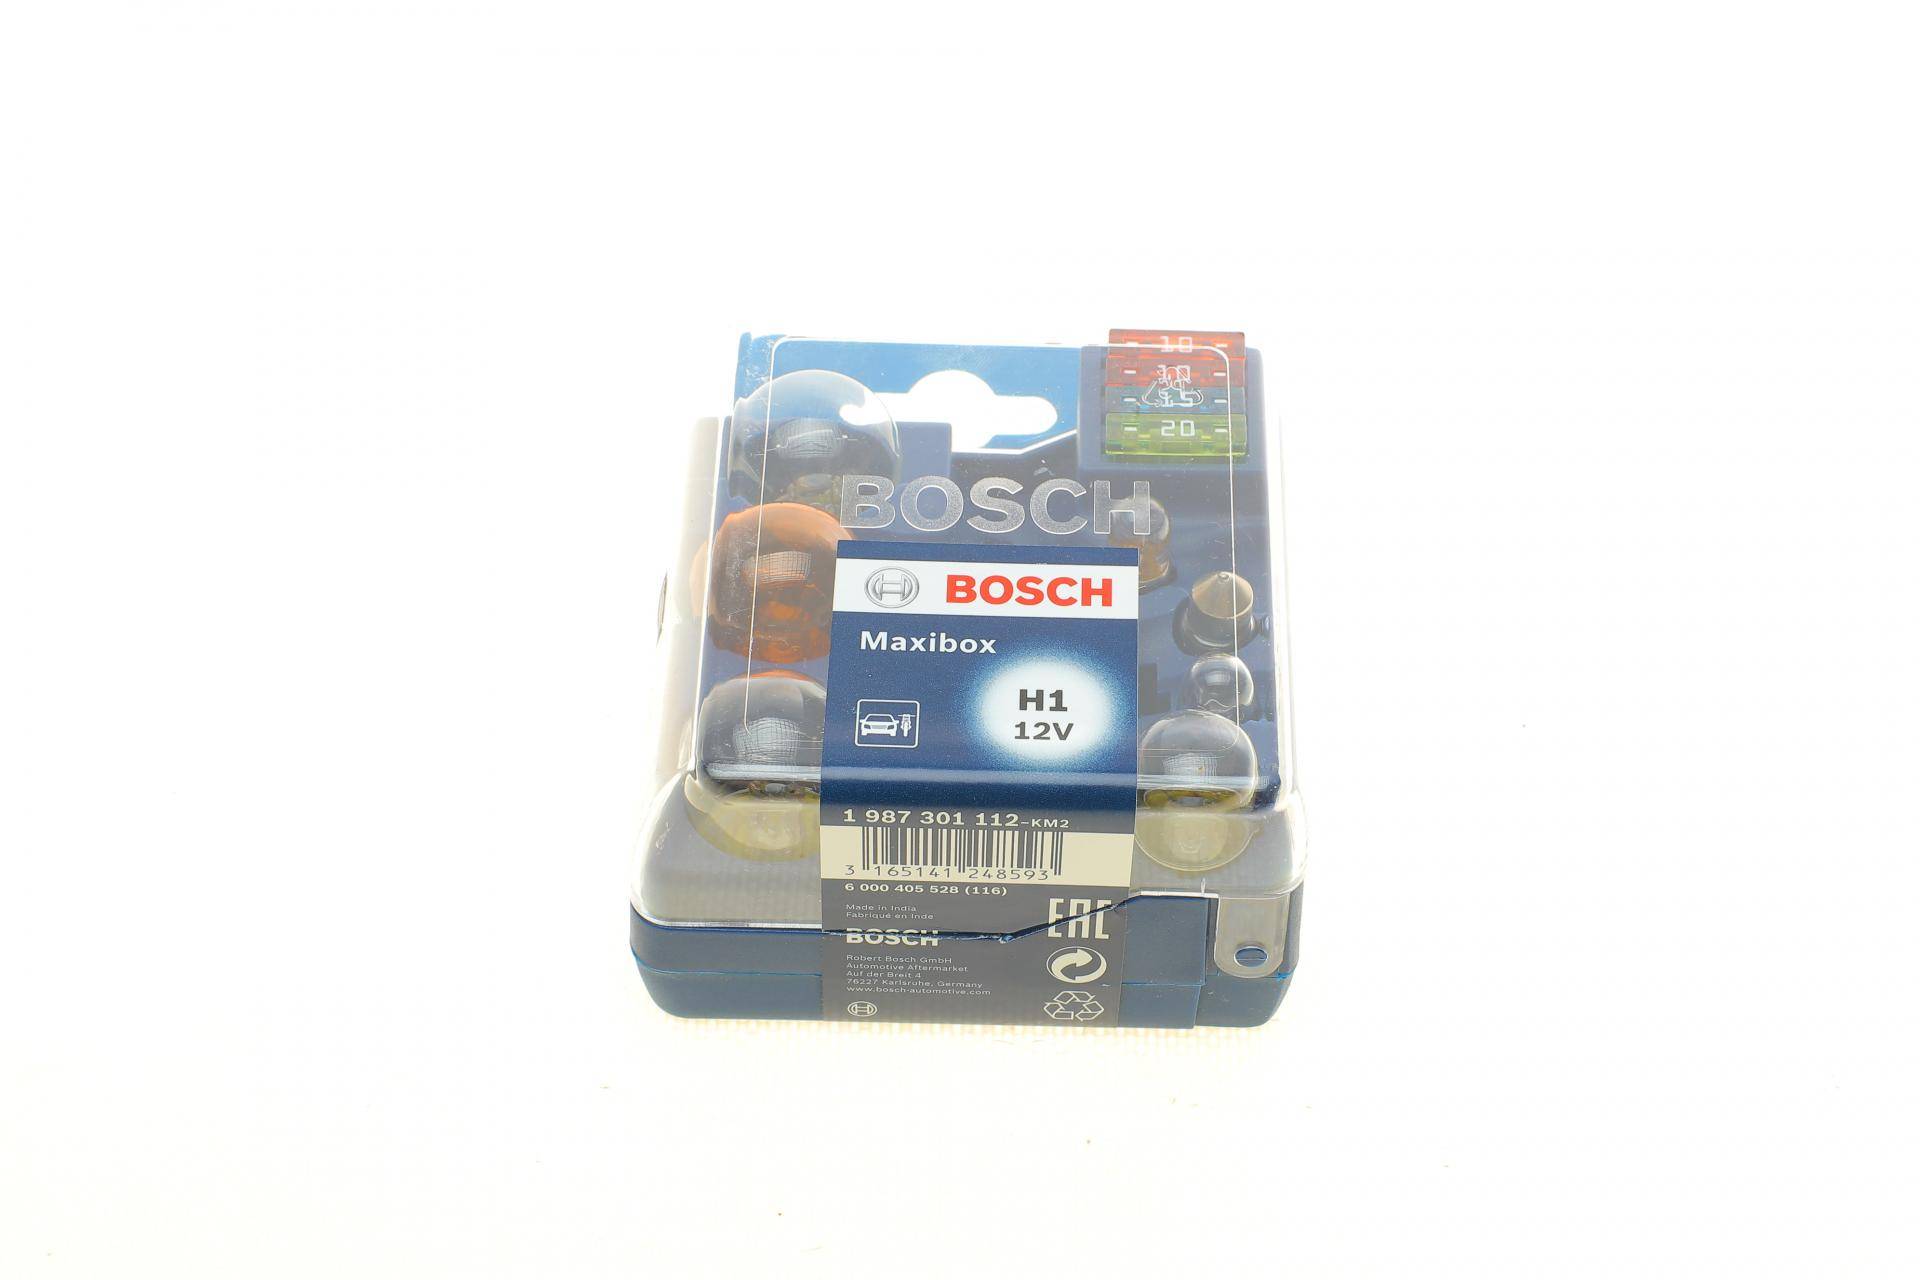 10
10
15
20
BOSCH
BOSCH
Maxibox
H1
12V
1 987 301 112-KM2
3 165141 248593
6 000 405 528 (116)
Made in India
Fabriqué en Inde
EAC
BOSCH
Robert Bosch GmbH
Automotive Aftermarket
Auf der Breit 4
76227 Karlsruhe, Germany
www.bosch-automotive.com